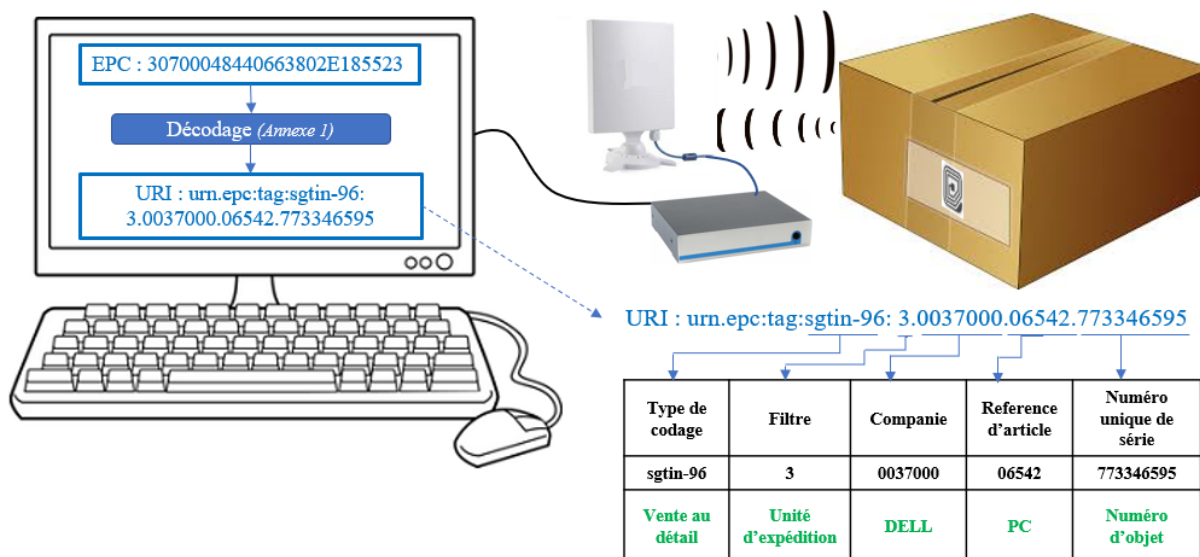 EPC : 30700048440663802E185523
Décodage (Annexe 1)
URI : urn.epc:tag:sgtin-96:
3.0037000.06542.773346595
URI : urn.epc:tag:sgtin-96: 3.0037000.06542.773346595
Type de codage Filtre Companie Reference d’article Numéro unique de série
sgtin-96 3 0037000 06542 773346595
Vente au détail Unité d’expédition DELL PC Numéro d’objet